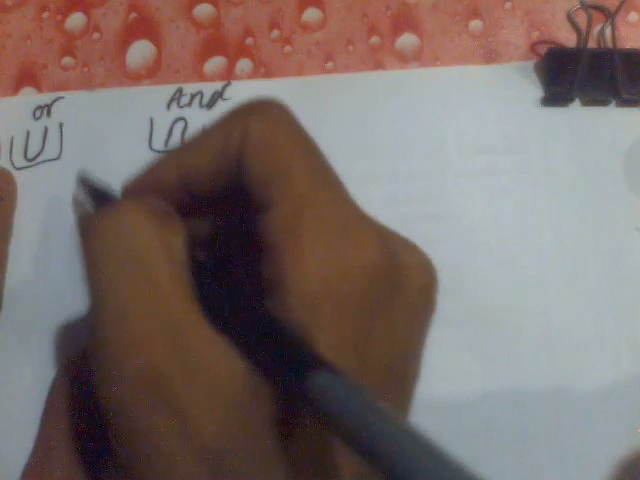 or And
∪ ∩